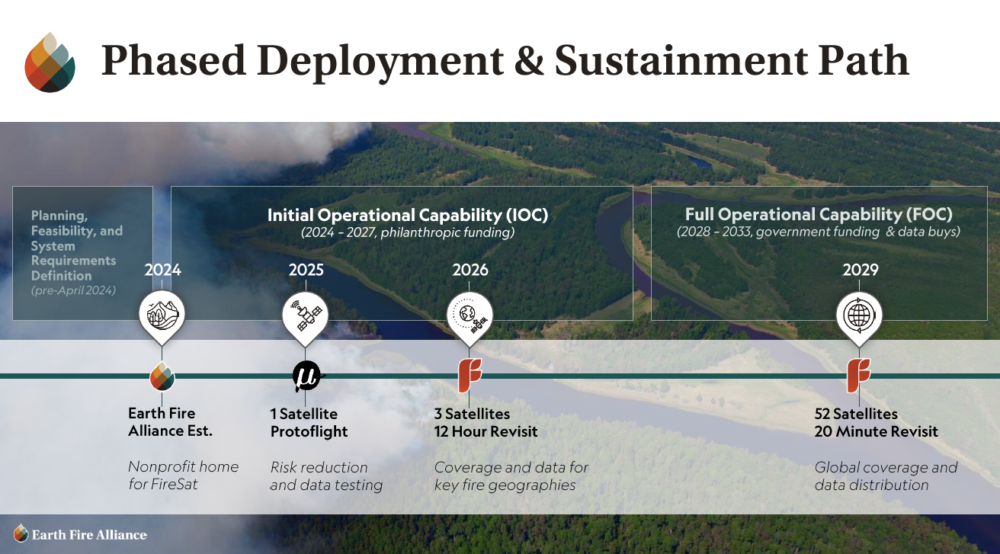 Phased Deployment & Sustainment Path
Planning,
Feasibility, and
System
Requirements
Definition
(pre-April 2024)
Initial Operational Capability (IOC)
(2024 – 2027, philanthropic funding)
Full Operational Capability (FOC)
(2028 – 2033, government funding & data buys)
2024
2025
2026
2029
μ
Earth Fire
Alliance Est.
Nonprofit home
for FireSat
1 Satellite
Protoflight
Risk reduction
and data testing
3 Satellites
12 Hour Revisit
Coverage and data for
key fire geographies
52 Satellites
20 Minute Revisit
Global coverage and
data distribution
Earth Fire Alliance